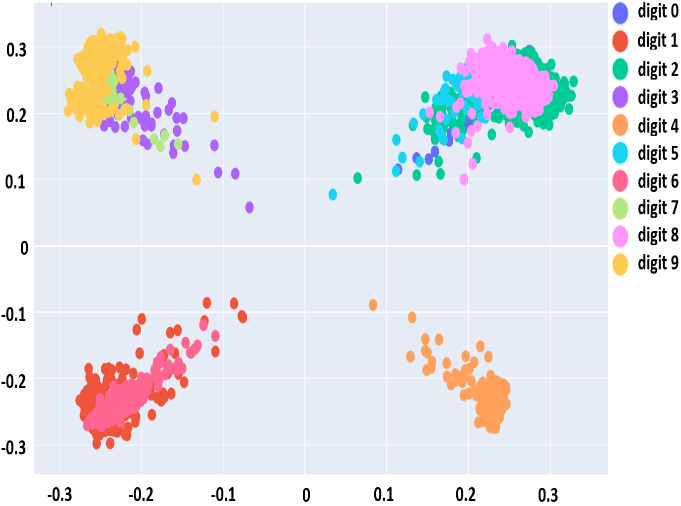 digit 0
digit 1
digit 2
digit 3
digit 4
digit 5
digit 6
digit 7
digit 8
digit 9
0.3
0.2
0.1
0
-0.1
-0.2
-0.3
-0.3 -0.2 -0.1 0 0.1 0.2 0.3